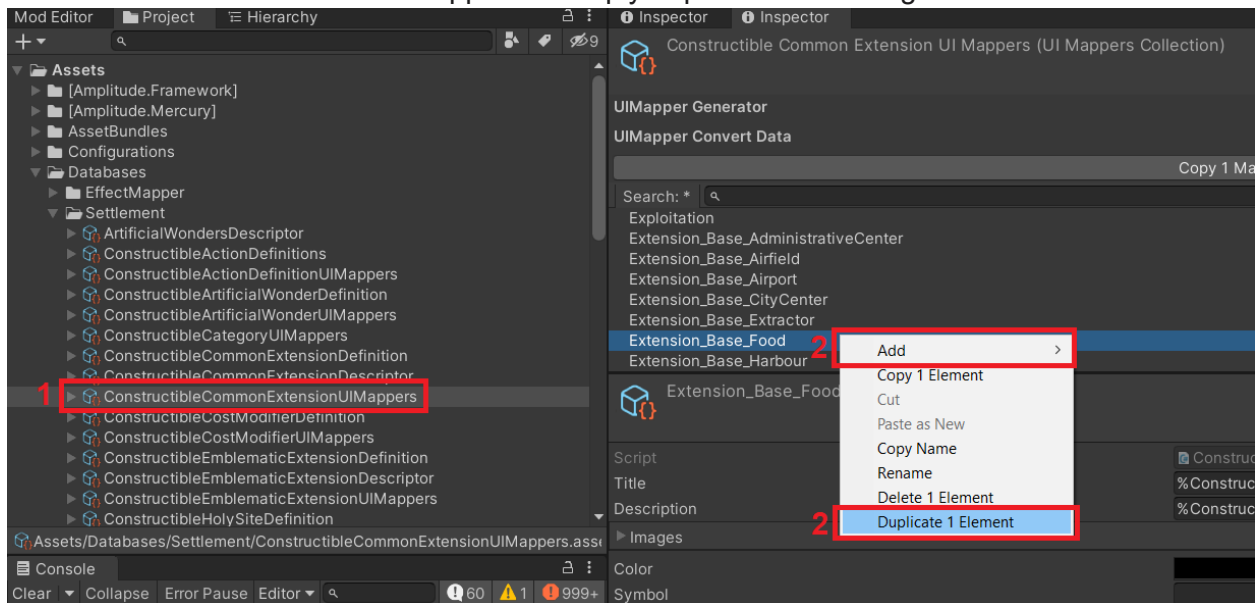 Mod Editor Project Hierarchy
9
Assets
[Amplitude.Framework]
[Amplitude.Mercury]
AssetBundles
Configurations
Databases
EffectMapper
Settlement
ArtificialWondersDescriptor
ConstructibleActionDefinitions
ConstructibleActionDefinitionUIMappers
ConstructibleArtificialWonderDefinition
ConstructibleArtificialWonderUIMappers
ConstructibleCategoryUIMappers
ConstructibleCommonExtensionDefinition
ConstructibleCommonExtensionDescriptor
1 ConstructibleCommonExtensionUIMappers
ConstructibleCostModifierDefinition
ConstructibleCostModifierUIMappers
ConstructibleEmblematicExtensionDefinition
ConstructibleEmblematicExtensionDescriptor
ConstructibleEmblematicExtensionUIMappers
ConstructibleHolySiteDefinition
Assets/Databases/Settlement/ConstructibleCommonExtensionUIMappers.asse
Console
Clear Collapse Error Pause Editor 60 1 999+
Inspector Inspector
Constructible Common Extension UI Mappers (UI Mappers Collection)
UIMapper Generator
UIMapper Convert Data
Copy 1 Ma
Search: *
Exploitation
Extension_Base_AdministrativeCenter
Extension_Base_Airfield
Extension_Base_Airport
Extension_Base_CityCenter
Extension_Base_Extractor
Extension_Base_Food
Extension_Base_Harbour
2 Add
Copy 1 Element
Cut
Paste as New
Copy Name
Rename
Delete 1 Element
2 Duplicate 1 Element
Extension_Base_Food
Script Construc
Title %Construc
Description %Construc
Images
Color
Symbol